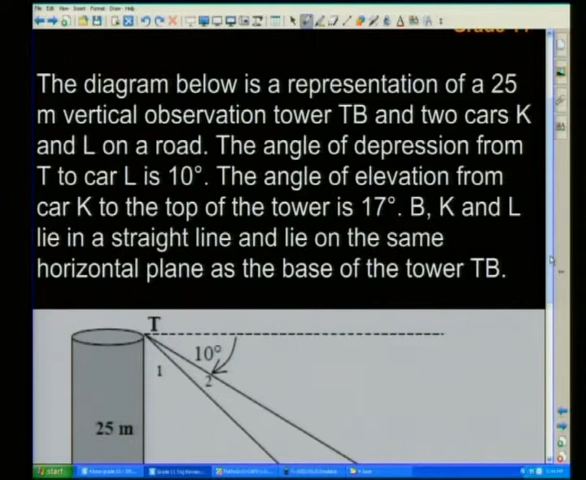 The diagram below is a representation of a 25
m vertical observation tower TB and two cars K
and L on a road. The angle of depression from
T to car L is 10°. The angle of elevation from
car K to the top of the tower is 17°. B, K and L
lie in a straight line and lie on the same
horizontal plane as the base of the tower TB.
T
10°
1
2
25 m
start